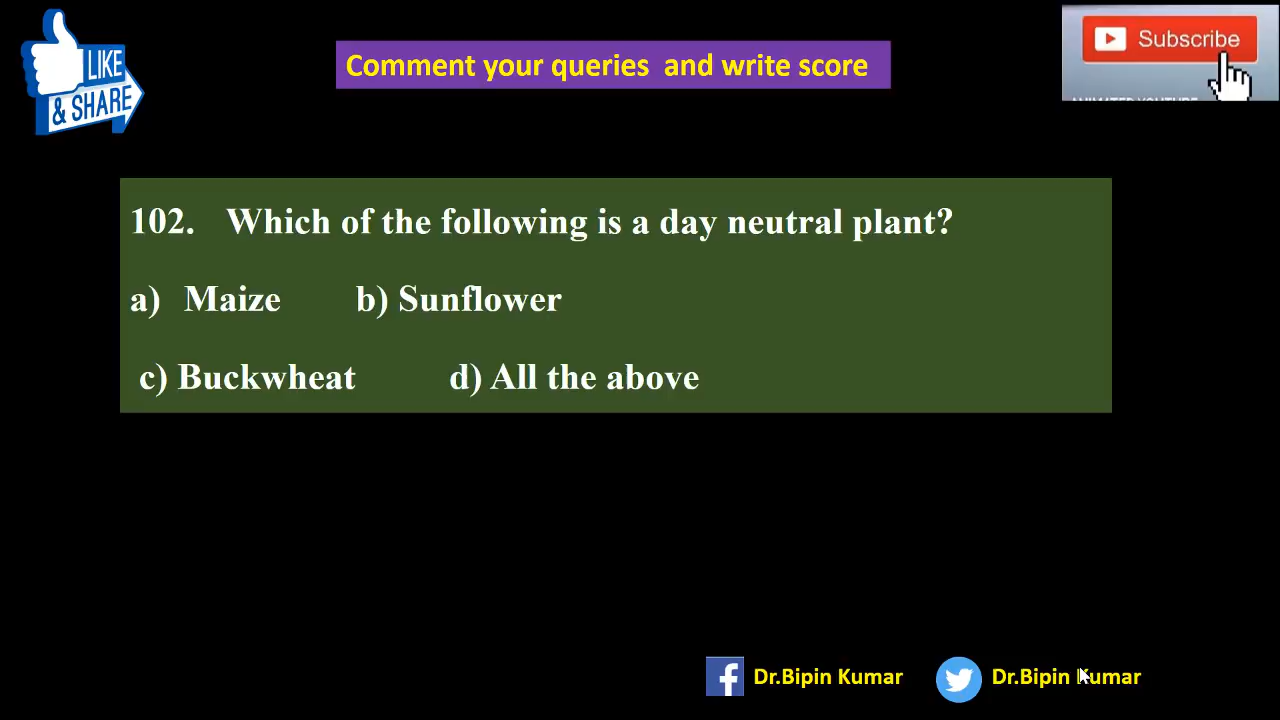 LIKE
& SHARE
Comment your queries and write score
Subscribe
102. Which of the following is a day neutral plant?
a) Maize b) Sunflower
c) Buckwheat d) All the above
Dr.Bipin Kumar
Dr.Bipin Kumar